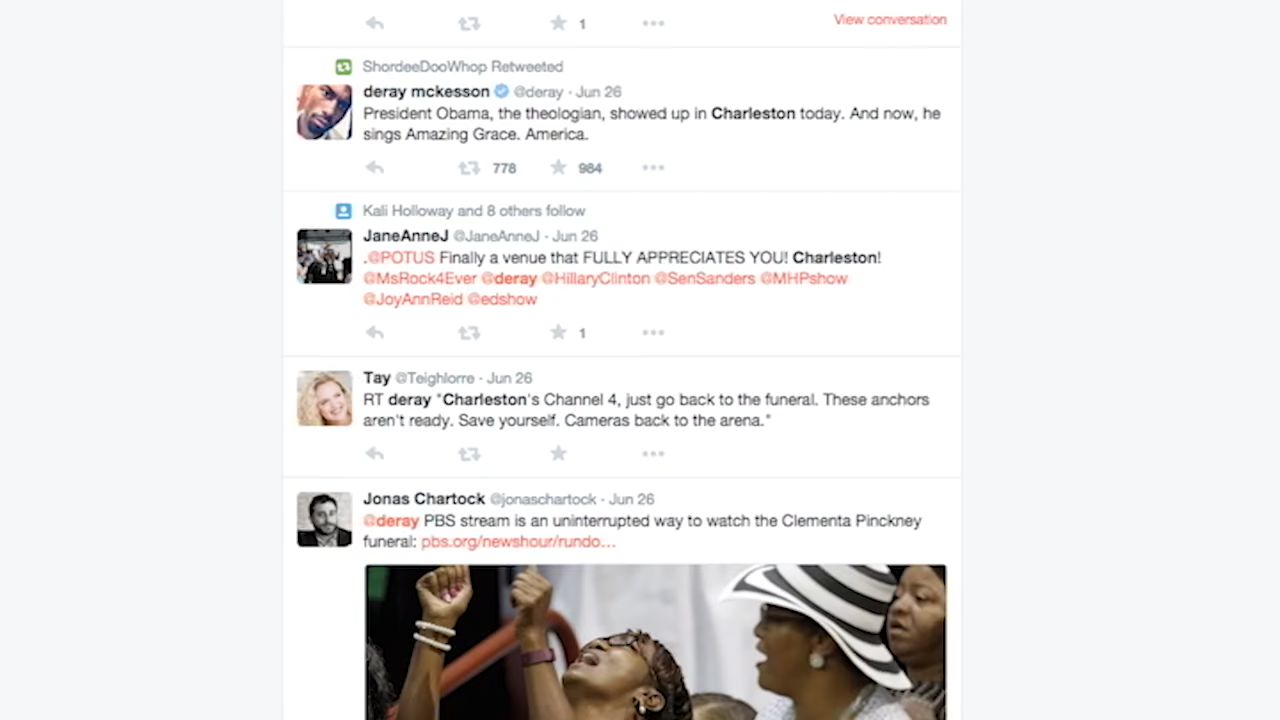 1
View conversation
ShordeeDooWhop Retweeted
deray mckesson @deray · Jun 26
President Obama, the theologian, showed up in Charleston today. And now, he
sings Amazing Grace. America.
778 984
Kali Holloway and 8 others follow
JaneAnneJ @JaneAnneJ · Jun 26
.@POTUS Finally a venue that FULLY APPRECIATES YOU! Charleston!
@MsRock4Ever @deray @HillaryClinton @SenSanders @MHPshow
@JoyAnnReid @edshow
1
Tay @Teighlorre · Jun 26
RT deray "Charleston's Channel 4, just go back to the funeral. These anchors
aren't ready. Save yourself. Cameras back to the arena."
Jonas Chartock @jonaschartock · Jun 26
@deray PBS stream is an uninterrupted way to watch the Clementa Pinckney
funeral: pbs.org/newshour/rundo...